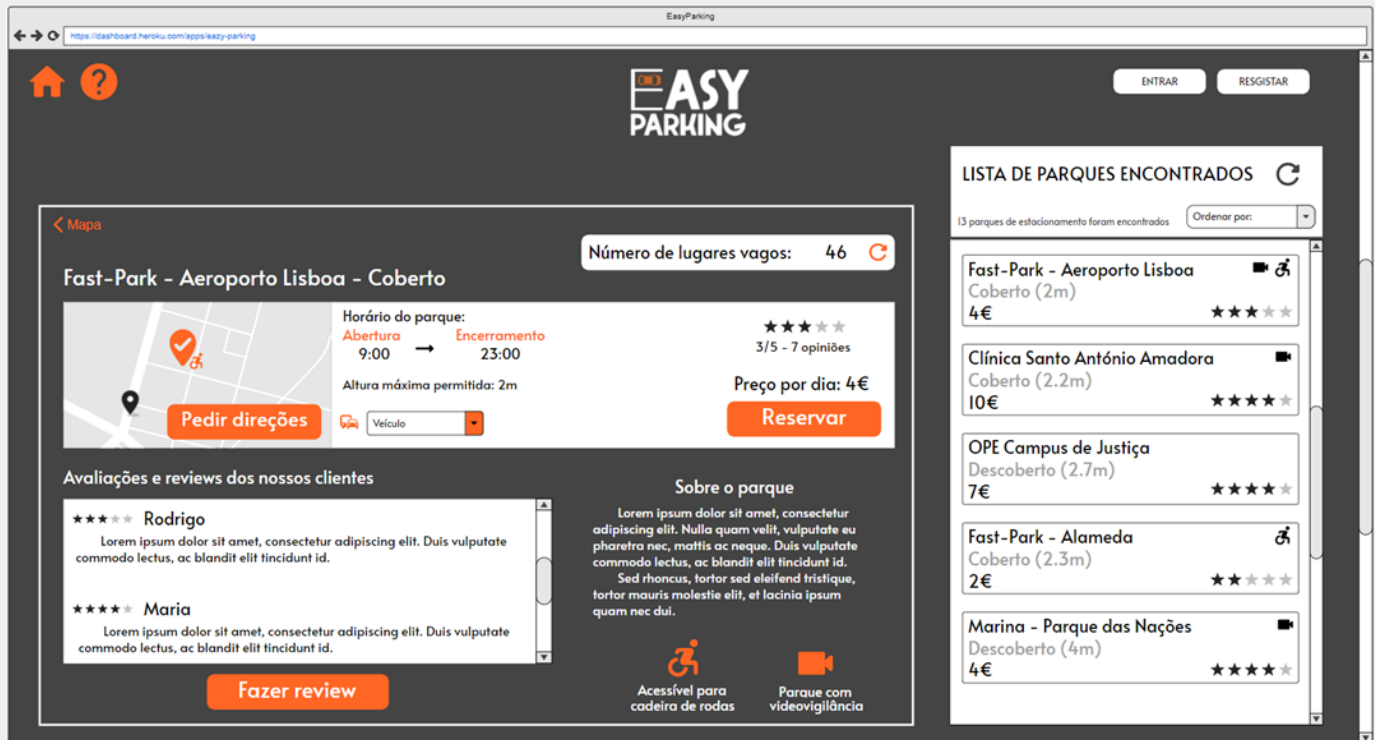 EasyParking
https://dashboard.heroku.com/apps/eazy-parking
?
EASY
PARKING
ENTRAR
RESGISTAR
< Mapa
Número de lugares vagos: 46
Fast-Park - Aeroporto Lisboa - Coberto
Pedir direções
Horário do parque:
Abertura → Encerramento
9:00 23:00
Altura máxima permitida: 2m
Veículo
3/5 - 7 opiniões
Preço por dia: 4€
Reservar
Avaliações e reviews dos nossos clientes
Rodrigo
Lorem ipsum dolor sit amet, consectetur adipiscing elit. Duis vulputate
commodo lectus, ac blandit elit tincidunt id.
Maria
Lorem ipsum dolor sit amet, consectetur adipiscing elit. Duis vulputate
commodo lectus, ac blandit elit tincidunt id.
Fazer review
Sobre o parque
Lorem ipsum dolor sit amet, consectetur
adipiscing elit. Nulla quam velit, vulputate eu
pharetra nec, mattis ac neque. Duis vulputate
commodo lectus, ac blandit elit tincidunt id.
Sed rhoncus, tortor sed eleifend tristique,
tortor mauris molestie elit, et lacinia ipsum
quam nec dui.
Acessível para
cadeira de rodas
Parque com
videovigilância
LISTA DE PARQUES ENCONTRADOS
13 parques de estacionamento foram encontrados
Ordenar por:
Fast-Park - Aeroporto Lisboa
Coberto (2m)
4€
Clínica Santo António Amadora
Coberto (2.2m)
10€
OPE Campus de Justiça
Descoberto (2.7m)
7€
Fast-Park - Alameda
Coberto (2.3m)
2€
Marina - Parque das Nações
Descoberto (4m)
4€